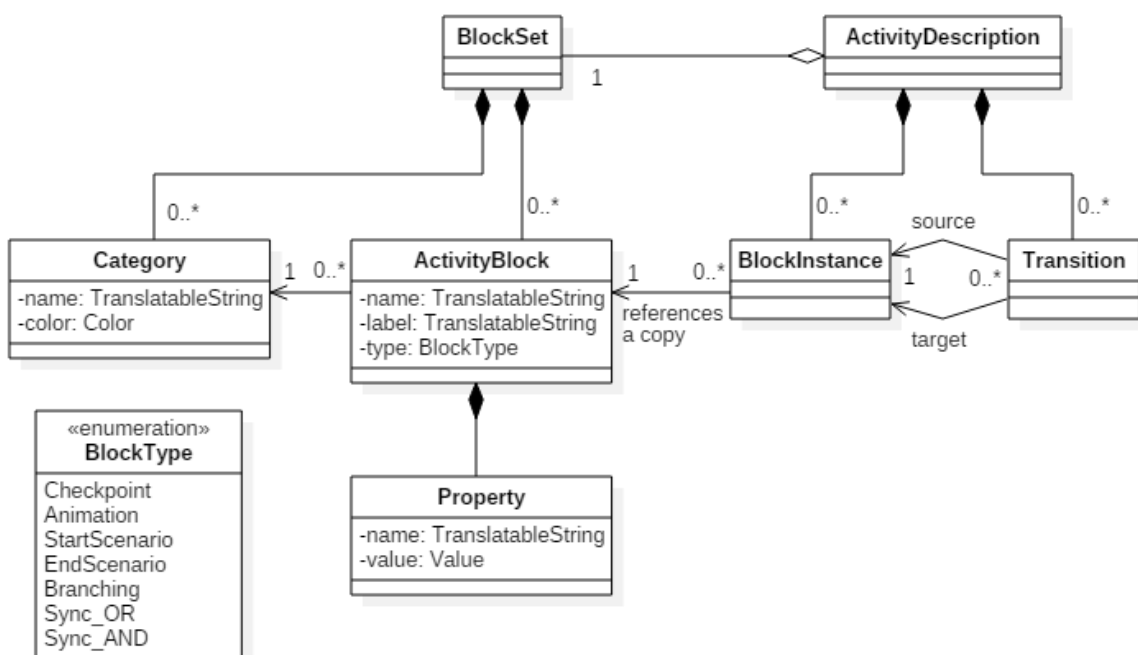 BlockSet
ActivityDescription
1
0..*
0..*
0..*
0..*
source
Category
-name: TranslatableString
-color: Color
1
0..*
ActivityBlock
-name: TranslatableString
-label: TranslatableString
-type: BlockType
1
0..*
references
a copy
BlockInstance
1
0..*
Transition
target
«enumeration»
BlockType
Checkpoint
Animation
StartScenario
EndScenario
Branching
Sync_OR
Sync_AND
Property
-name: TranslatableString
-value: Value